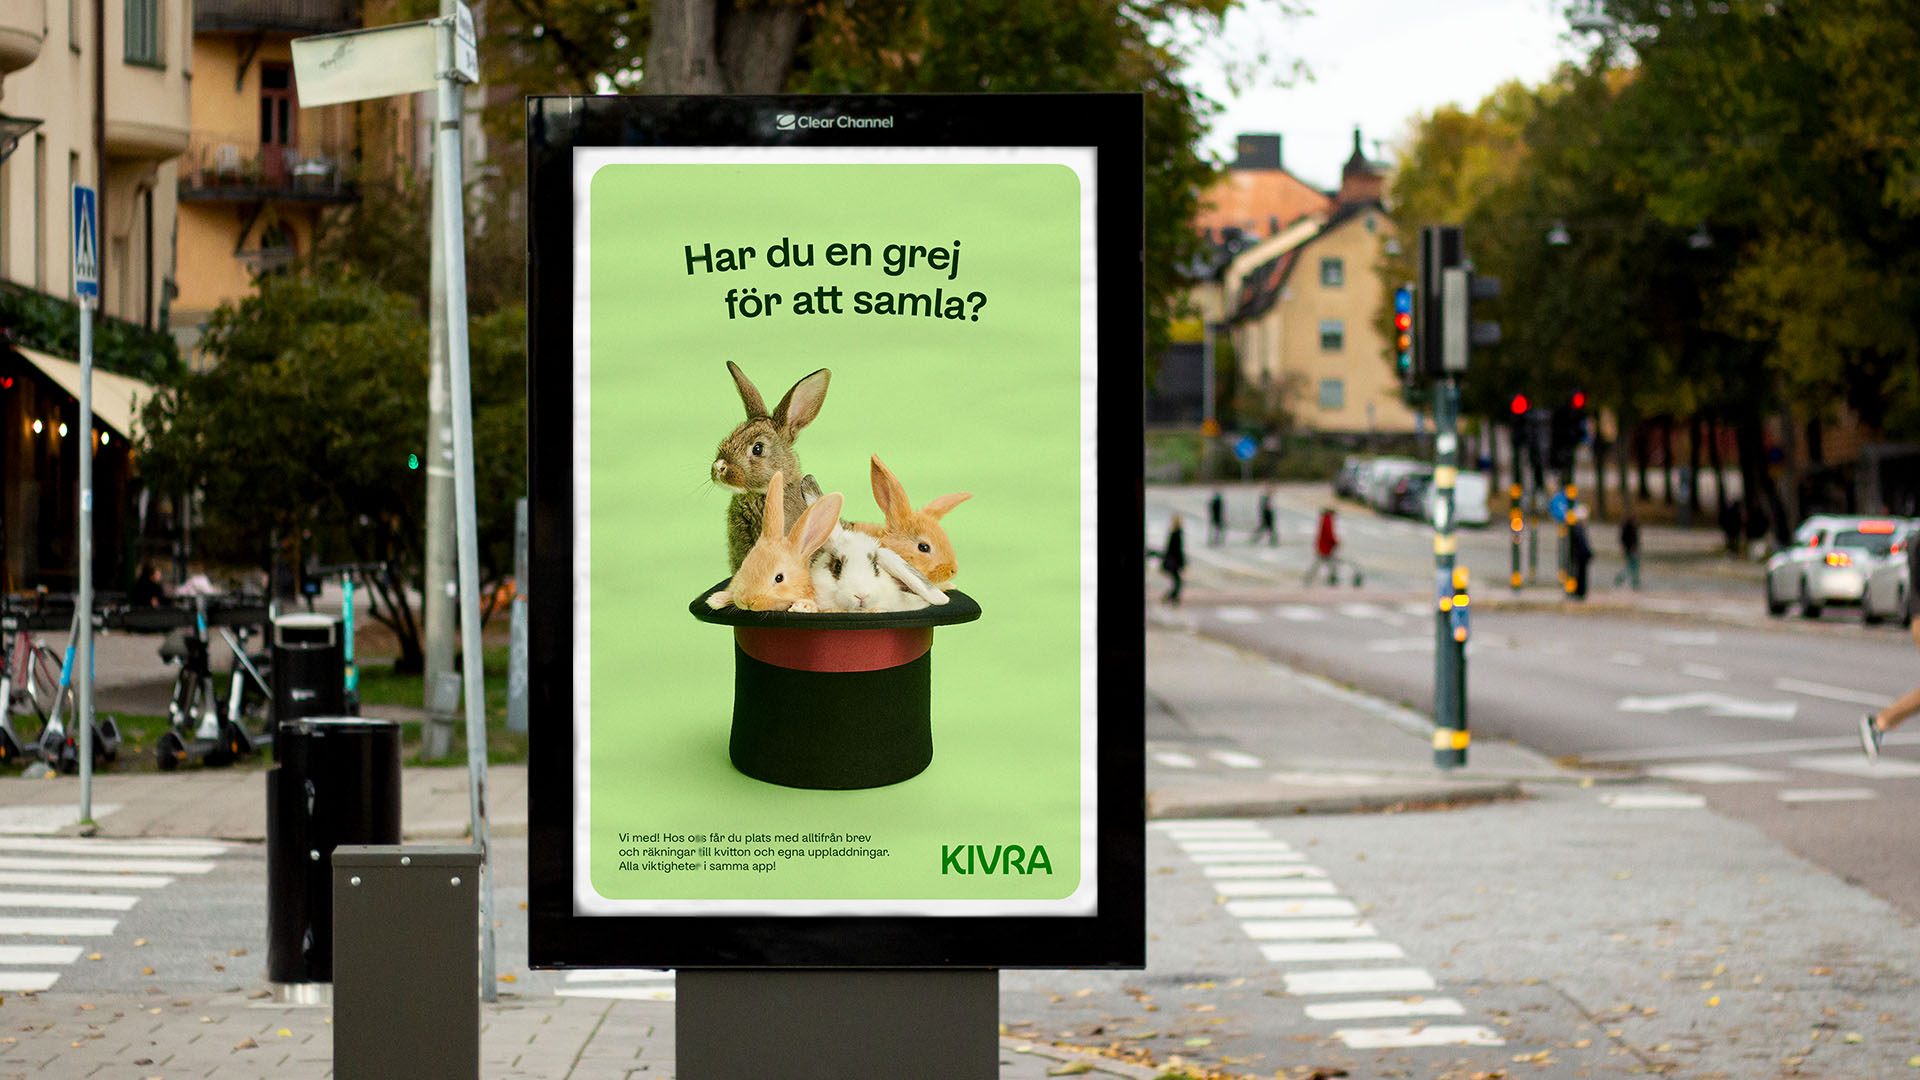 Clear Channel
Har du en grej
för att samla?
Vi med! Hos oss får du plats med alltifrån brev
och räkningar till kvitton och egna uppladdningar.
Alla viktigheter i samma app!
KIVRA